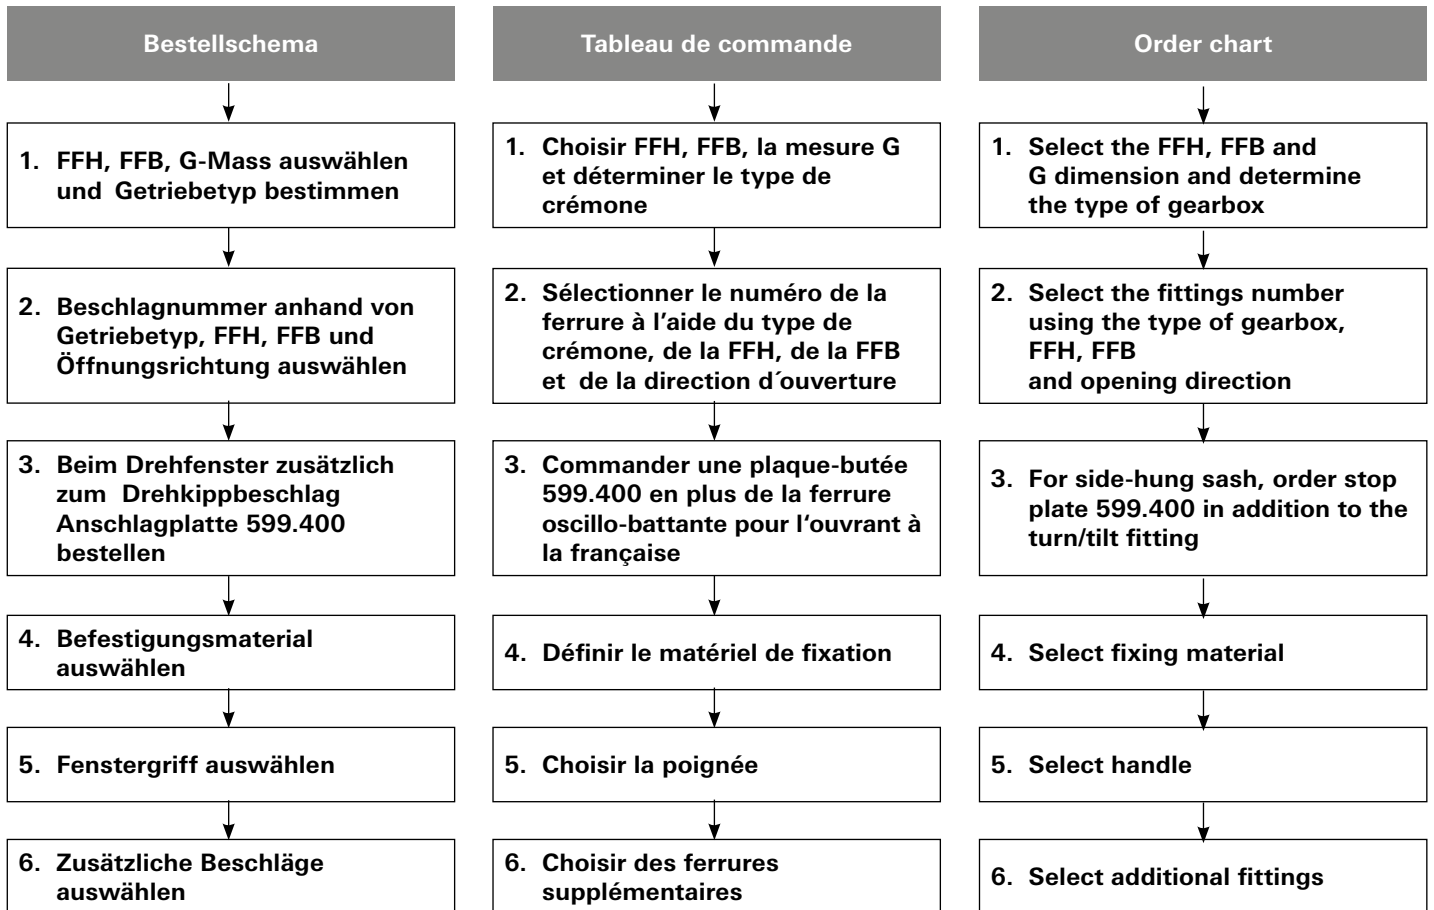 Bestellschema
1. FFH, FFB, G-Mass auswählen
und Getriebetyp bestimmen
2. Beschlagnummer anhand von
Getriebetyp, FFH, FFB und
Öffnungsrichtung auswählen
3. Beim Drehfenster zusätzlich
zum Drehkippbeschlag
Anschlagplatte 599.400
bestellen
4. Befestigungsmaterial
auswählen
5. Fenstergriff auswählen
6. Zusätzliche Beschläge
auswählen
Tableau de commande
1. Choisir FFH, FFB, la mesure G
et déterminer le type de
crémone
2. Sélectionner le numéro de la
ferrure à l'aide du type de
crémone, de la FFH, de la FFB
et de la direction d´ouverture
3. Commander une plaque-butée
599.400 en plus de la ferrure
oscillo-battante pour l'ouvrant à
la française
4. Définir le matériel de fixation
5. Choisir la poignée
6. Choisir des ferrures
supplémentaires
Order chart
1. Select the FFH, FFB and
G dimension and determine
the type of gearbox
2. Select the fittings number
using the type of gearbox,
FFH, FFB
and opening direction
3. For side-hung sash, order stop
plate 599.400 in addition to the
turn/tilt fitting
4. Select fixing material
5. Select handle
6. Select additional fittings